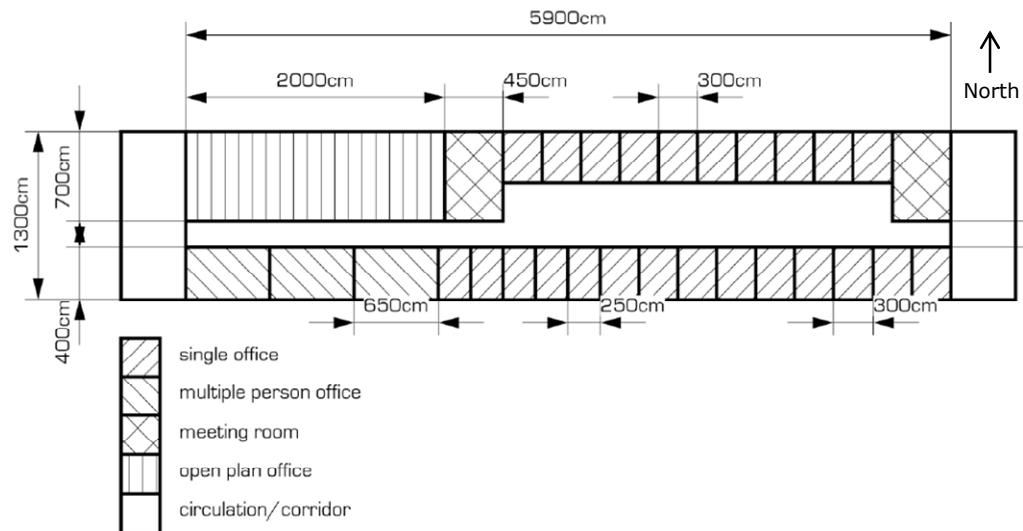 5900cm
2000cm
450cm
300cm
North
700cm
1300cm
400cm
650cm
250cm
300cm
single office
multiple person office
meeting room
open plan office
circulation/corridor